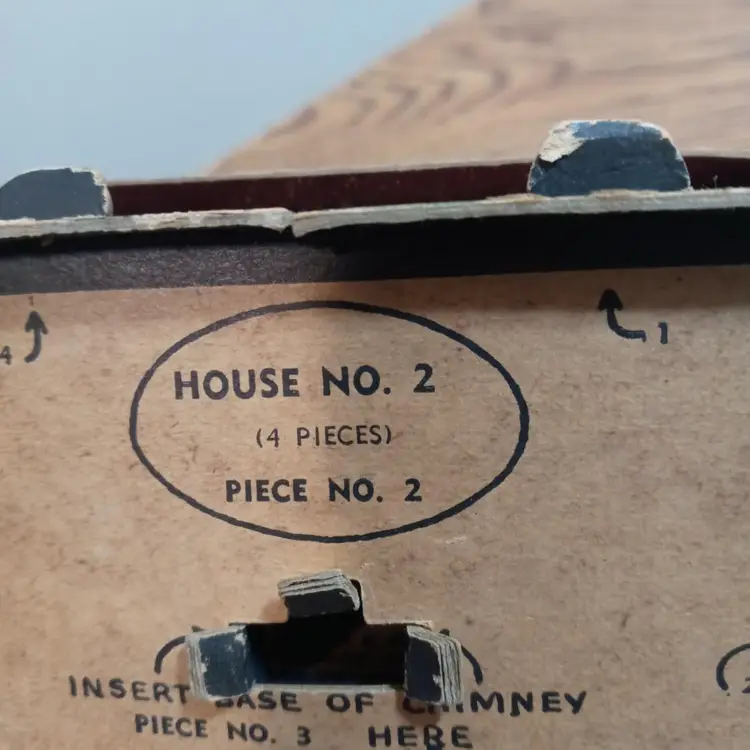 4 1
HOUSE NO. 2
(4 PIECES)
PIECE NO. 2
INSERT BASE OF CHIMNEY
PIECE NO. 3 HERE